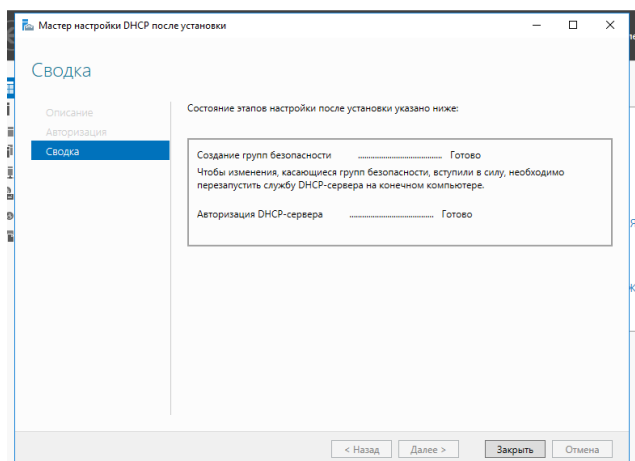 Мастер настройки DHCP после установки
Сводка
Описание
Авторизация
Сводка
Состояние этапов настройки после установки указано ниже:
Создание групп безопасности ........................................ Готово
Чтобы изменения, касающиеся групп безопасности, вступили в силу, необходимо
перезапустить службу DHCP-сервера на конечном компьютере.
Авторизация DHCP-сервера ........................................ Готово
< Назад Далее > Закрыть Отмена